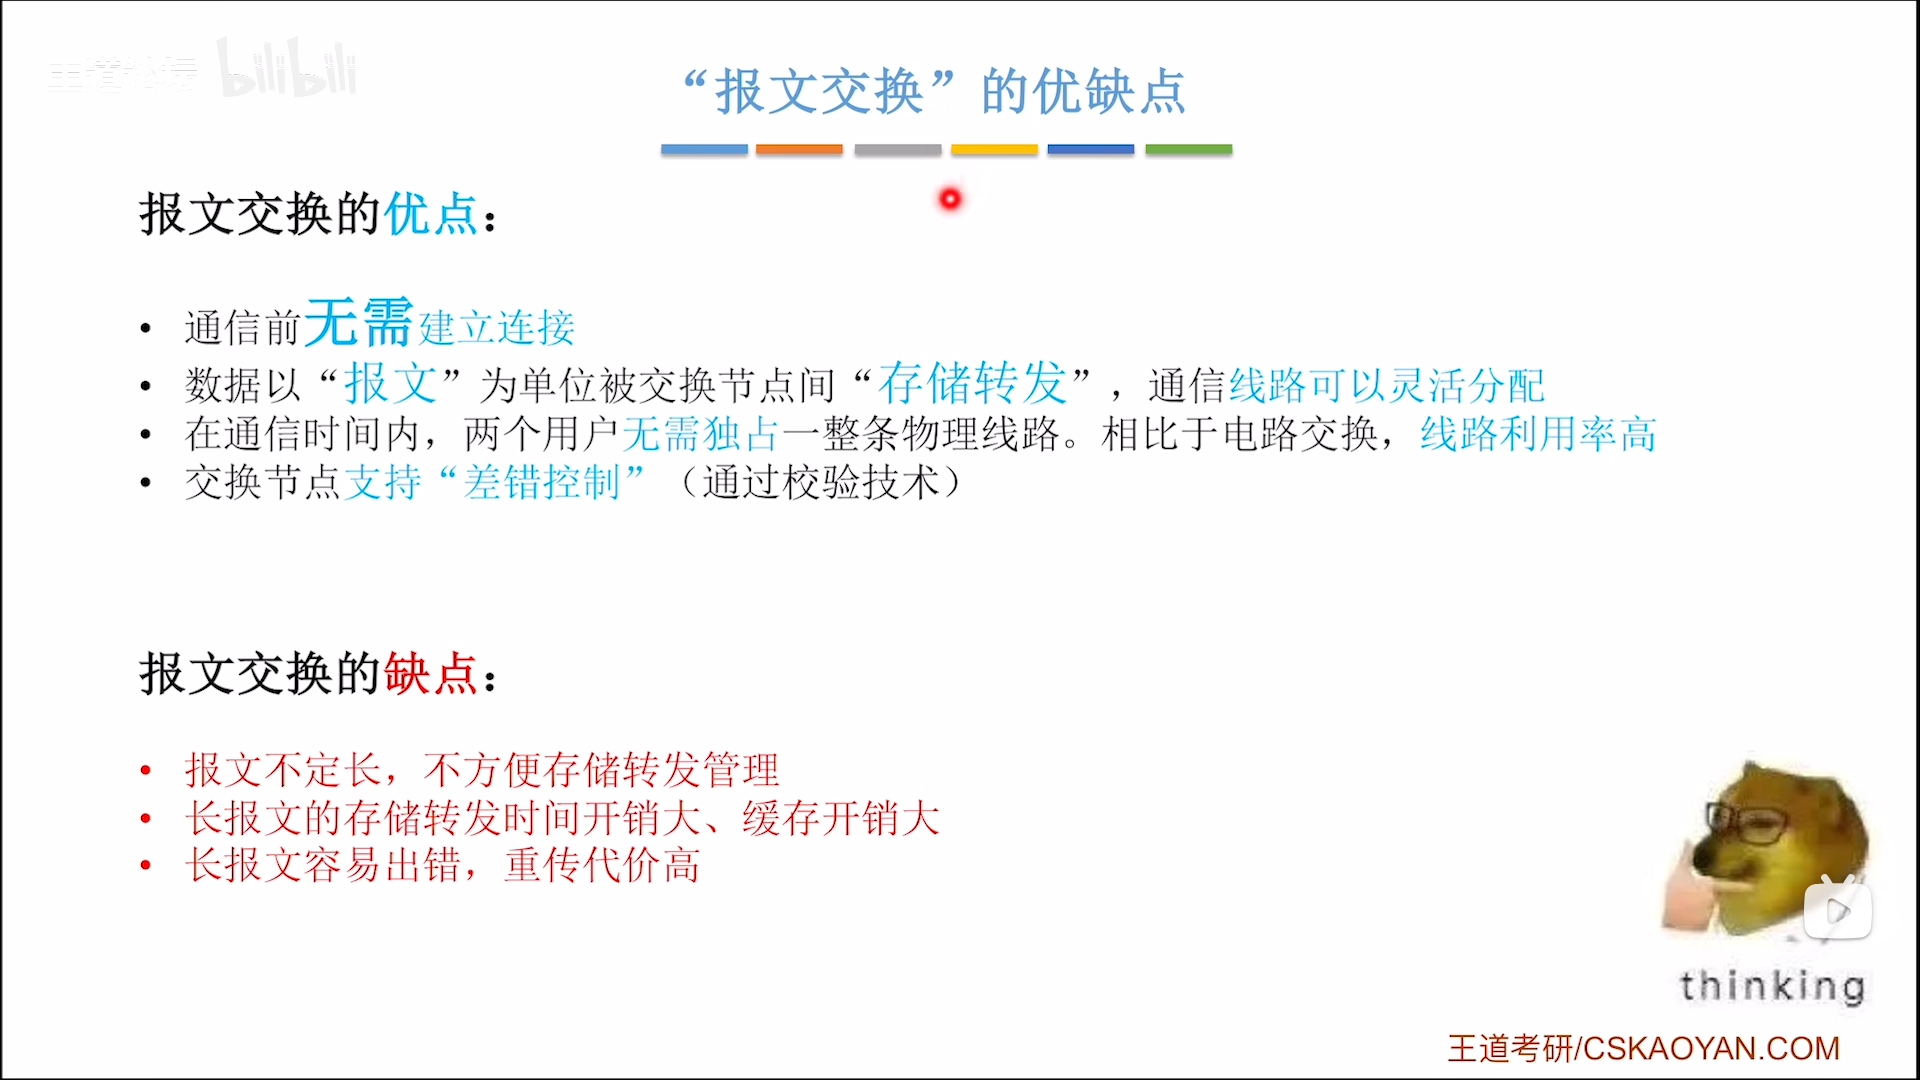 王道论坛 bilibili
“报文交换”的优缺点
报文交换的优点：
• 通信前无需建立连接
• 数据以“报文”为单位被交换节点间“存储转发”，通信线路可以灵活分配
• 在通信时间内，两个用户无需独占一整条物理线路。相比于电路交换，线路利用率高
• 交换节点支持“差错控制”（通过校验技术）
报文交换的缺点：
• 报文不定长，不方便存储转发管理
• 长报文的存储转发时间开销大、缓存开销大
• 长报文容易出错，重传代价高
thinking
王道考研/CSKAOYAN.COM